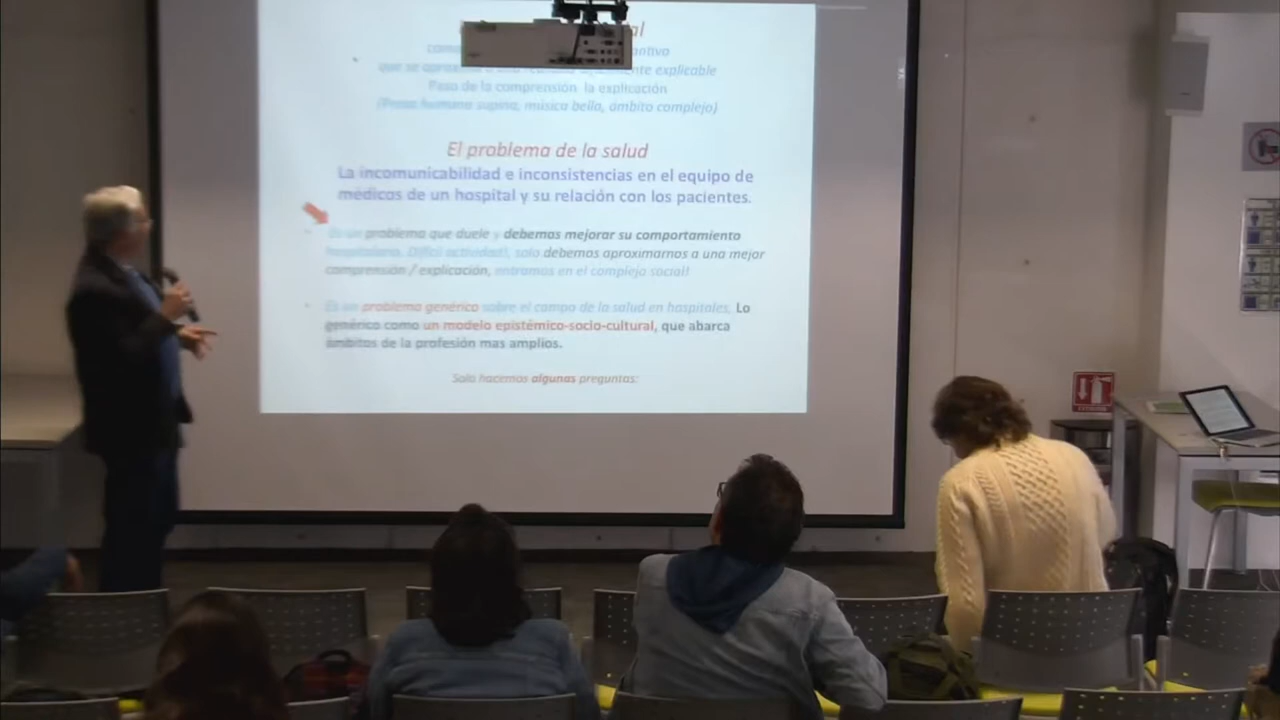 que se
explicable
Paso de la comprensión la explicación
(Prosa humana supina, música bella, ámbito complejo)
El problema de la salud
La incomunicabilidad e inconsistencias en el equipo de
médicos de un hospital y su relación con los pacientes.
Es un problema que duele y debemos mejorar su comportamiento
hospitalario. Difícil actividad!, solo debemos aproximarnos a una mejor
comprensión / explicación, entramos en el complejo social!
Es un problema genérico sobre el campo de la salud en hospitales. Lo
genérico como un modelo epistémico-socio-cultural, que abarca
ámbitos de la profesión mas amplios.
Solo hacemos algunas preguntas:
EXTINTOR